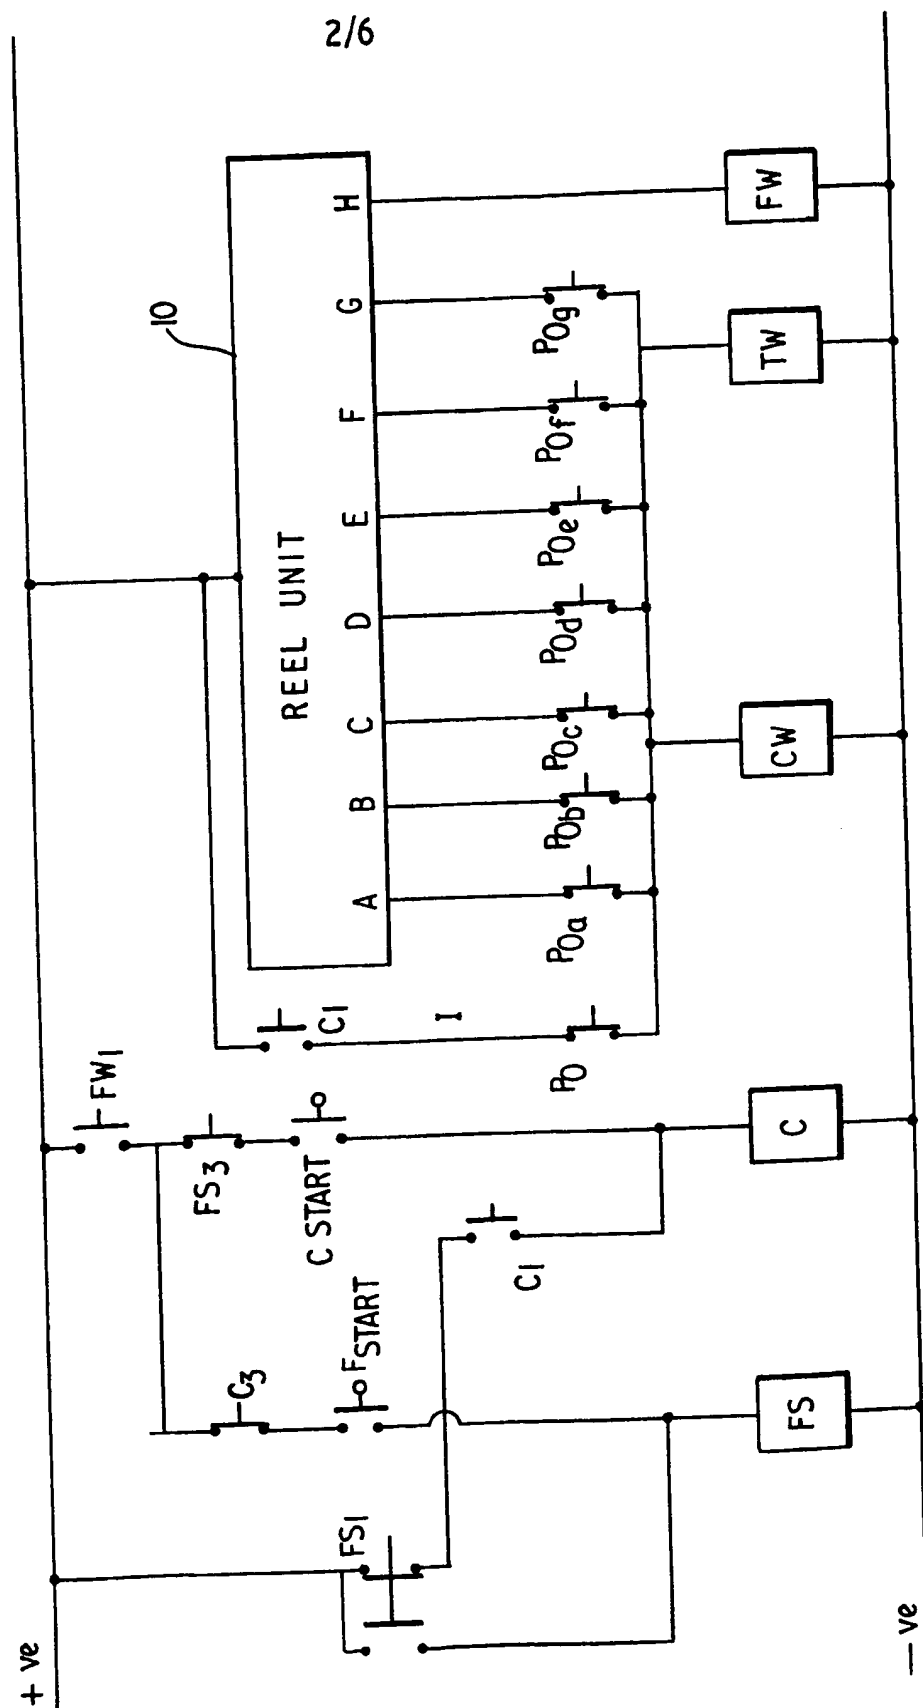 2/6
+ ve
FW1
10
REEL UNIT
A B C D E F G H
FS3
C START
C3
FSTART
FS1
C1
C1
I
P0
P0a
P0b
P0c
P0d
P0e
P0f
P0g
FS
C
CW
TW
FW
− ve